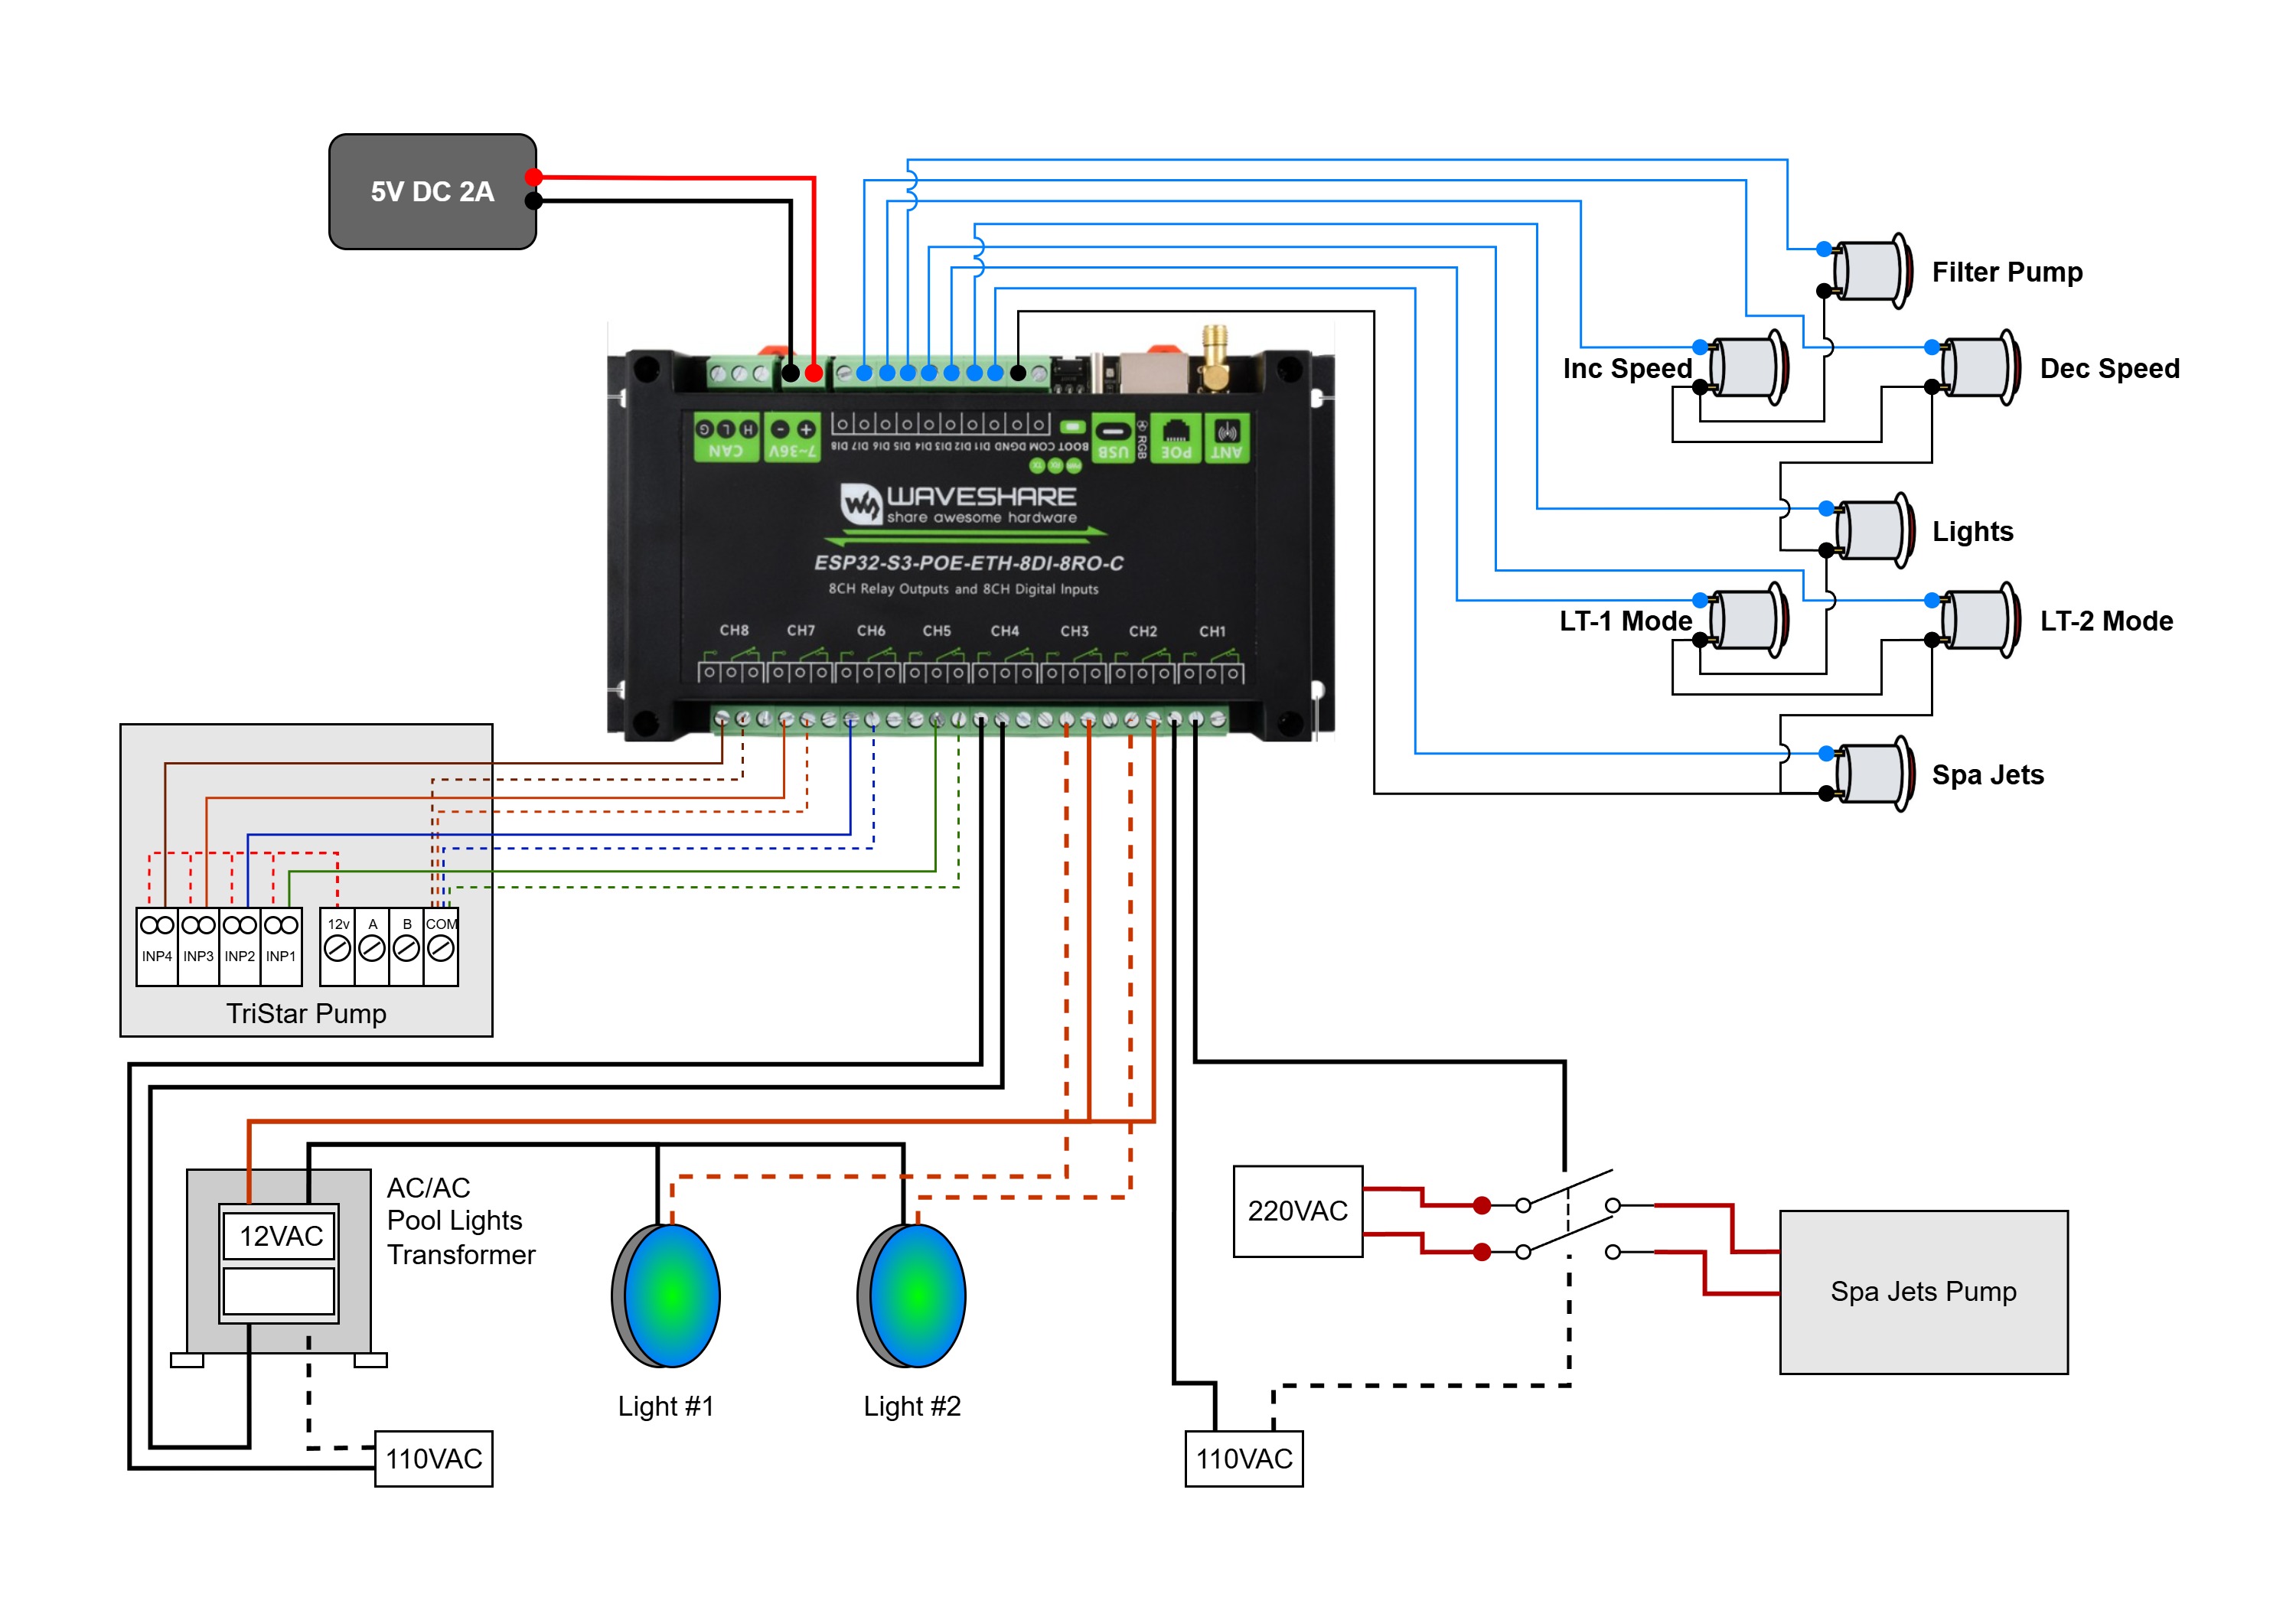 5V DC 2A
Filter Pump
Inc Speed
Dec Speed
Lights
LT-1 Mode
LT-2 Mode
Spa Jets
G L H
CAN
- +
7~36V
DI8 DI7 DI6 DI5 DI4 DI3 DI2 DI1 DGND COM BOOT
USB
RGB
POE
ANT
TX RX PWR
WAVESHARE
share awesome hardware
ESP32-S3-POE-ETH-8DI-8RO-C
8CH Relay Outputs and 8CH Digital Inputs
CH8 CH7 CH6 CH5 CH4 CH3 CH2 CH1
12v A B COM
INP4 INP3 INP2 INP1
TriStar Pump
12VAC
AC/AC
Pool Lights
Transformer
110VAC
Light #1
Light #2
220VAC
110VAC
Spa Jets Pump